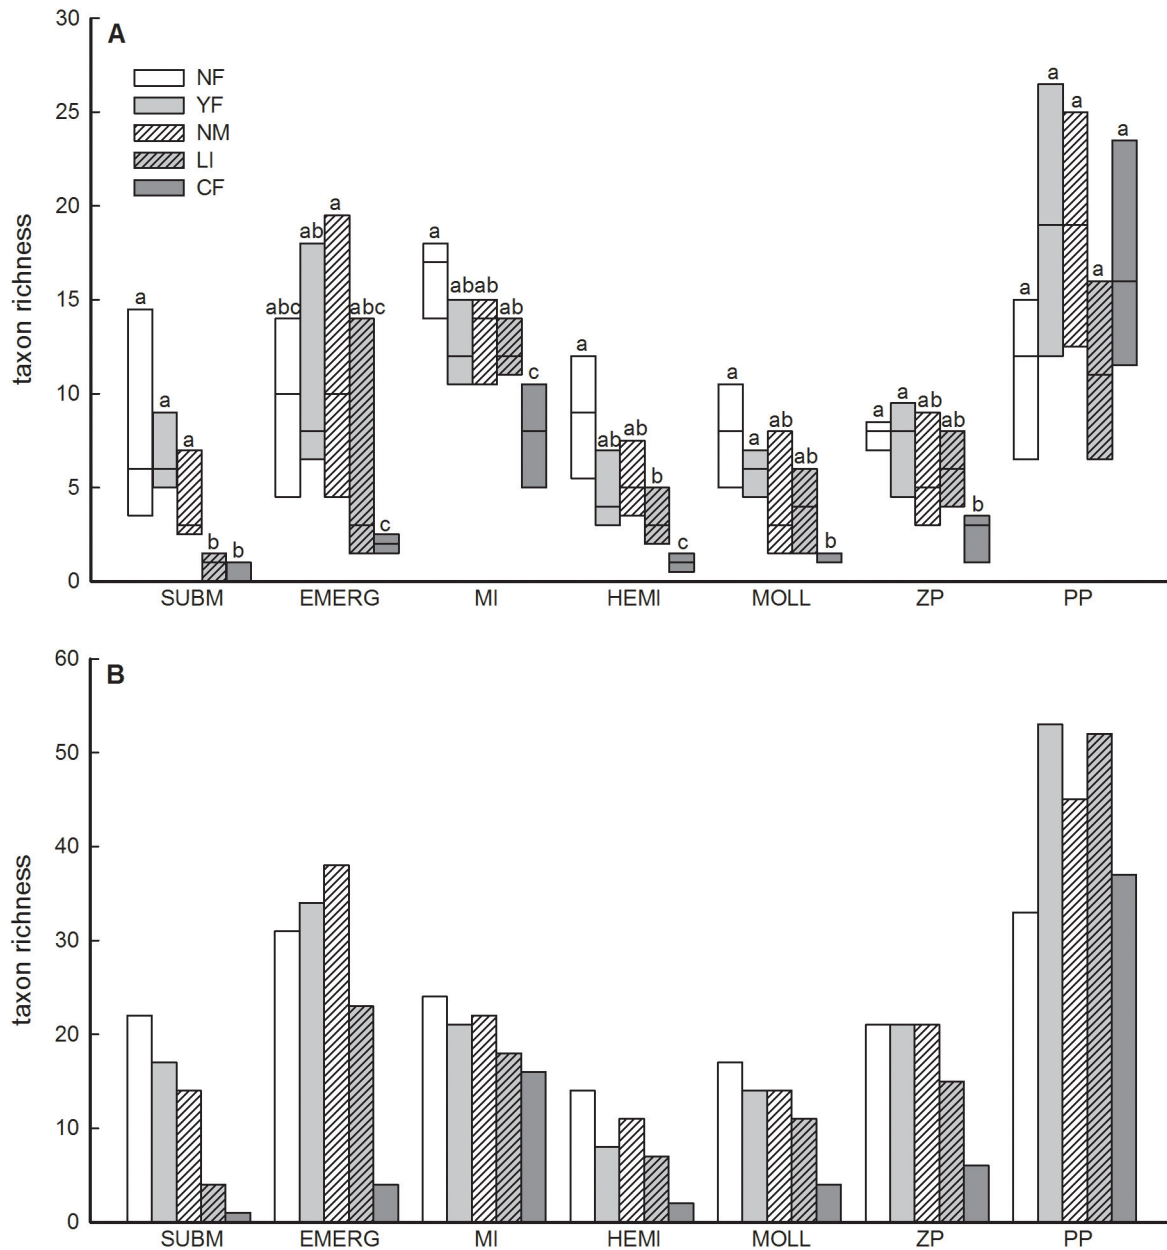 A
30
25
20
15
10
5
0
taxon richness
NF
YF
NM
LI
CF
a a a b b
abc ab a abc c
a ab ab ab c
a ab ab b c
a a ab ab b
a a ab ab b
a a a a a
SUBM EMERG MI HEMI MOLL ZP PP
B
60
50
40
30
20
10
0
taxon richness
SUBM EMERG MI HEMI MOLL ZP PP